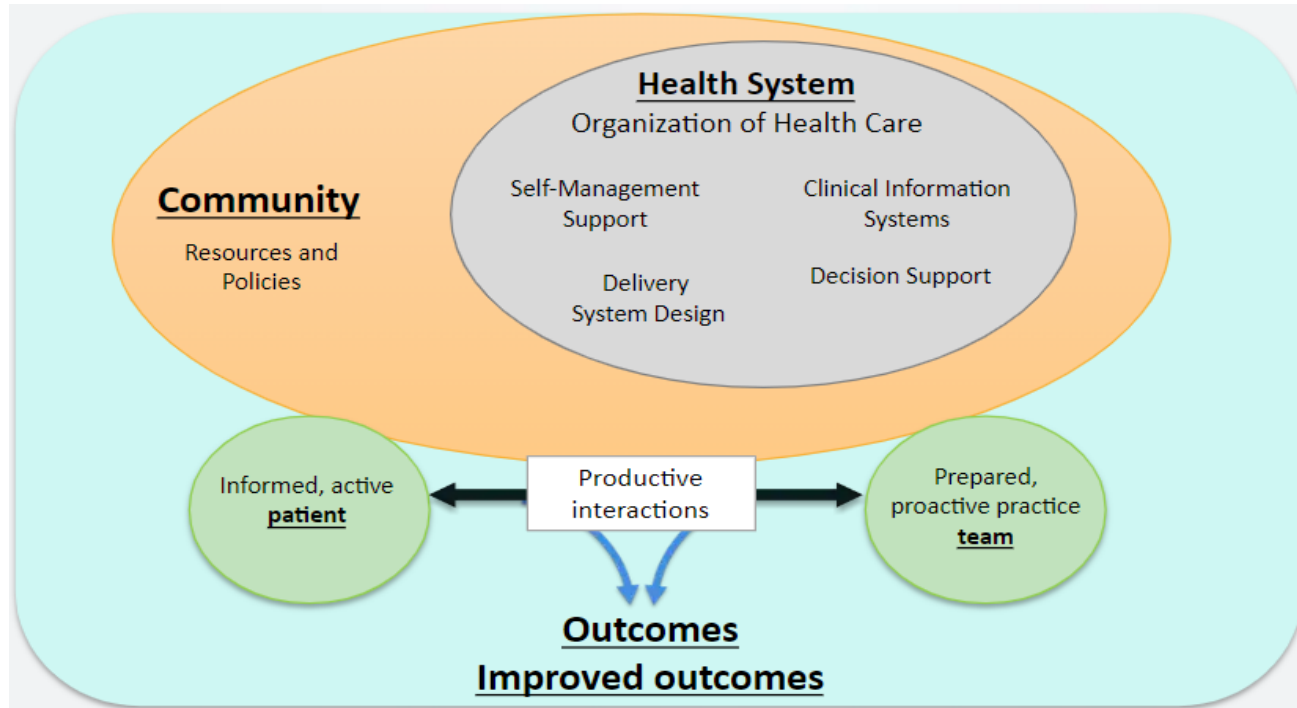 Health System
Organization of Health Care
Self-Management
Support
Clinical Information
Systems
Delivery
System Design
Decision Support
Community
Resources and
Policies
Informed, active
patient
Productive
interactions
Prepared,
proactive practice
team
Outcomes
Improved outcomes